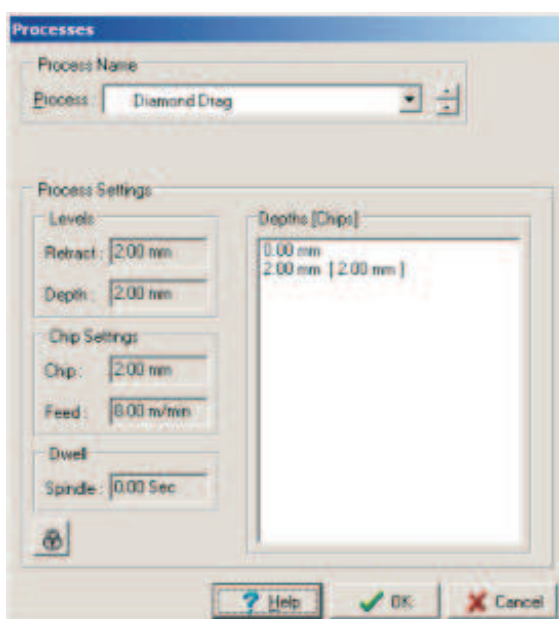 Processes
Process Name
Process : Diamond Drag
Process Settings
Levels
Retract : 2.00 mm
Depth : 2.00 mm
Chip Settings
Chip : 2.00 mm
Feed : 8.00 m/min
Dwell
Spindle : 0.00 Sec
Depths [Chips]
0.00 mm
2.00 mm [ 2.00 mm ]
? Help
OK
Cancel